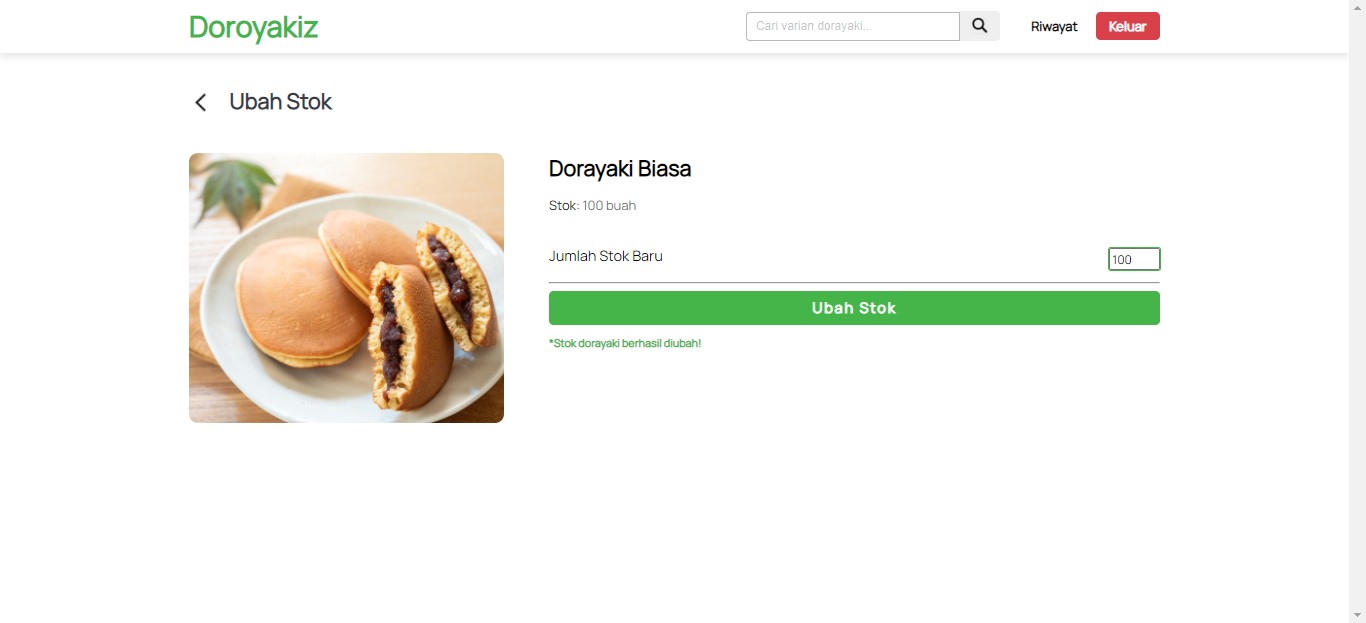 Doroyakiz
Cari varian dorayaki...
Riwayat
Keluar
Ubah Stok
Dorayaki Biasa
Stok: 100 buah
Jumlah Stok Baru
100
Ubah Stok
*Stok dorayaki berhasil diubah!